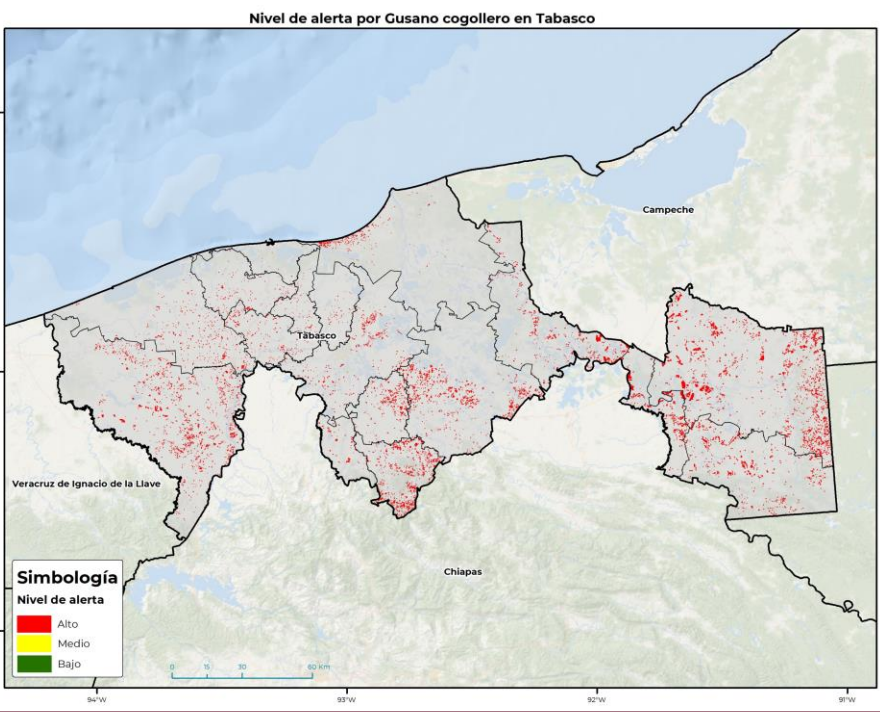 Nivel de alerta por Gusano cogollero en Tabasco
Campeche
Tabasco
Veracruz de Ignacio de la Llave
Chiapas
Simbología
Nivel de alerta
Alto
Medio
Bajo
0 15 30 60 Km
94°W 93°W 92°W 91°W